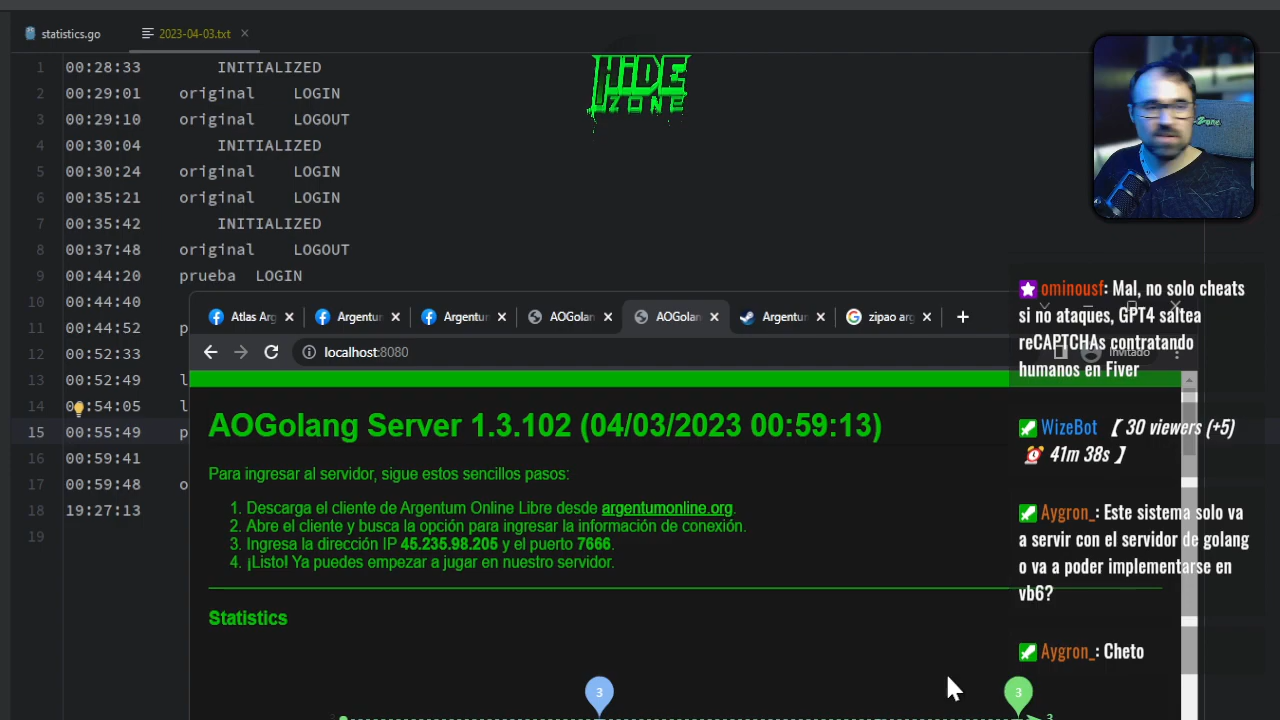 statistics.go
2023-04-03.txt
1 00:28:33 INITIALIZED
2 00:29:01 original LOGIN
3 00:29:10 original LOGOUT
4 00:30:04 INITIALIZED
5 00:30:24 original LOGIN
6 00:35:21 original LOGIN
7 00:35:42 INITIALIZED
8 00:37:48 original LOGOUT
9 00:44:20 prueba LOGIN
10 00:44:40
11 00:44:52 p
12 00:52:33
13 00:52:49 l
14 00:54:05 l
15 00:55:49 p
16 00:59:41
17 00:59:48 o
18 19:27:13
19
HiDE
ZONE
Atlas Arg
Argentun
Argentun
AOGolan
AOGolan
Argentun
zipao arg
localhost:8080
Invitado
AOGolang Server 1.3.102 (04/03/2023 00:59:13)
Para ingresar al servidor, sigue estos sencillos pasos:
1. Descarga el cliente de Argentum Online Libre desde argentumonline.org.
2. Abre el cliente y busca la opción para ingresar la información de conexión.
3. Ingresa la dirección IP 45.235.98.205 y el puerto 7666.
4. ¡Listo! Ya puedes empezar a jugar en nuestro servidor.
Statistics
3
3
3
ominousf: Mal, no solo cheats
si no ataques, GPT4 saltea
reCAPTCHAs contratando
humanos en Fiver
WizeBot 【 30 viewers (+5)
⏰ 41m 38s 】
Aygron_: Este sistema solo va
a servir con el servidor de golang
o va a poder implementarse en
vb6?
Aygron_: Cheto